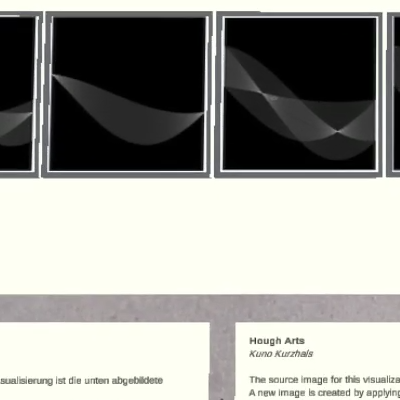 sualisierung ist die unten abgebildete
Hough Arts
Kuno Kurzhals
The source image for this visualiza
A new image is created by applying